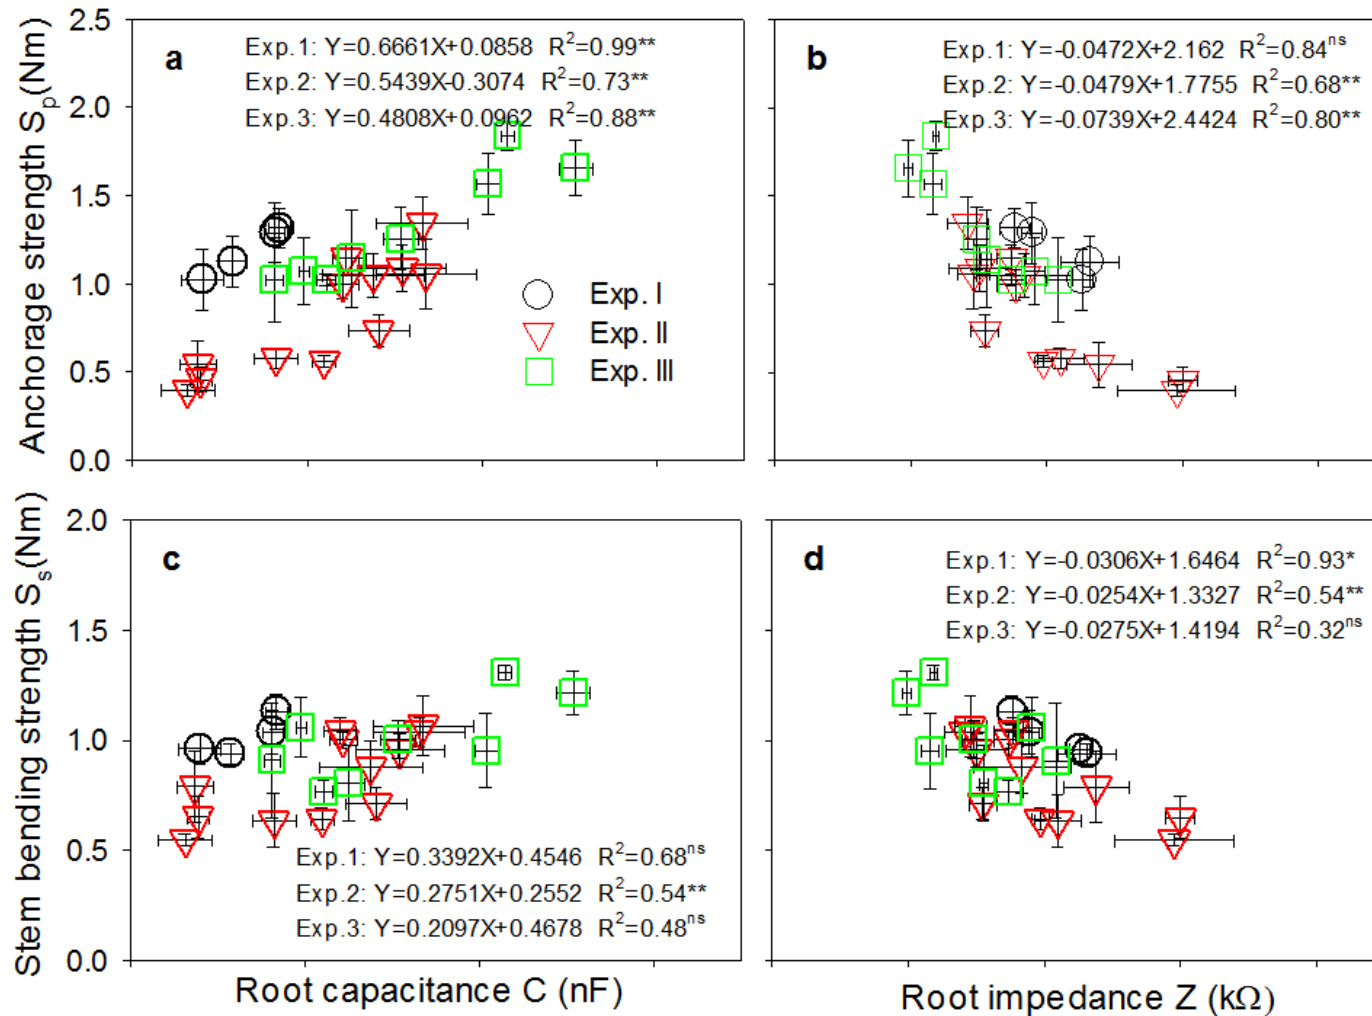 Anchorage strength Sp(Nm)
2.5
2.0
1.5
1.0
0.5
0.0
a
Exp.1: Y=0.6661X+0.0858 R²=0.99**
Exp.2: Y=0.5439X-0.3074 R²=0.73**
Exp.3: Y=0.4808X+0.0962 R²=0.88**
Exp. I
Exp. II
Exp. III
b
Exp.1: Y=-0.0472X+2.162 R²=0.84ns
Exp.2: Y=-0.0479X+1.7755 R²=0.68**
Exp.3: Y=-0.0739X+2.4424 R²=0.80**
Stem bending strength Ss(Nm)
2.0
1.5
1.0
0.5
0.0
c
Exp.1: Y=0.3392X+0.4546 R²=0.68ns
Exp.2: Y=0.2751X+0.2552 R²=0.54**
Exp.3: Y=0.2097X+0.4678 R²=0.48ns
d
Exp.1: Y=-0.0306X+1.6464 R²=0.93*
Exp.2: Y=-0.0254X+1.3327 R²=0.54**
Exp.3: Y=-0.0275X+1.4194 R²=0.32ns
Root capacitance C (nF)
Root impedance Z (kΩ)